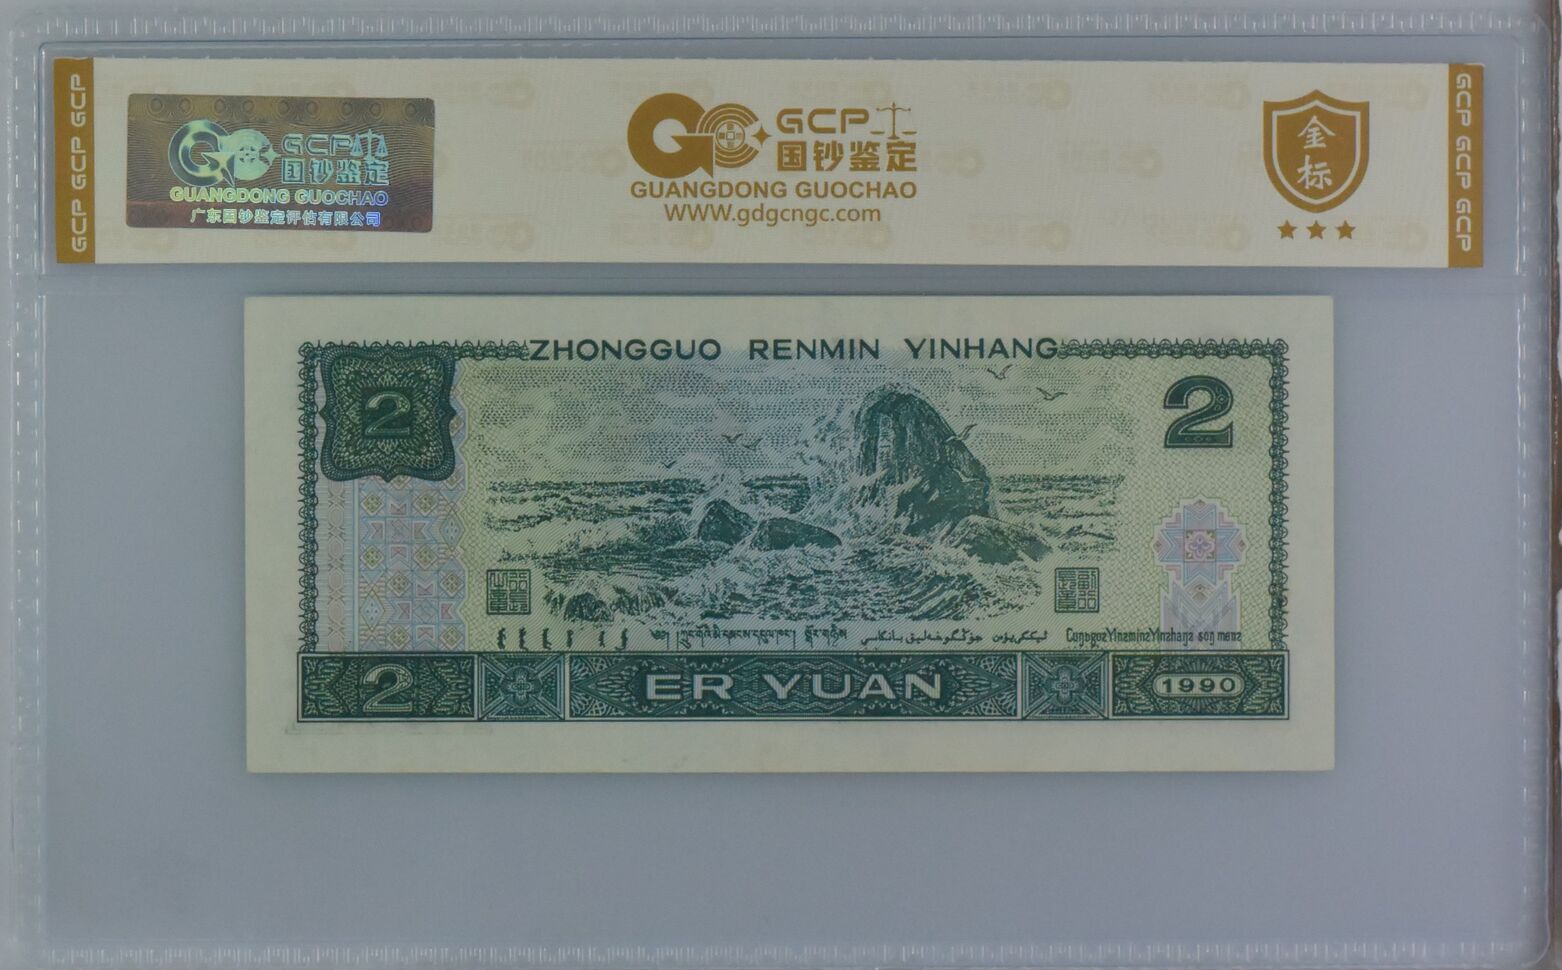 GCP GCP GCP
GCP
国钞鉴定
GUANGDONG GUOCHAO
广东国钞鉴定评估有限公司
GCP
国钞鉴定
GUANGDONG GUOCHAO
WWW.gdgcngc.com
金标
GCP GCP GCP
ZHONGGUO RENMIN YINHANG
2
2
2
ER YUAN
1990